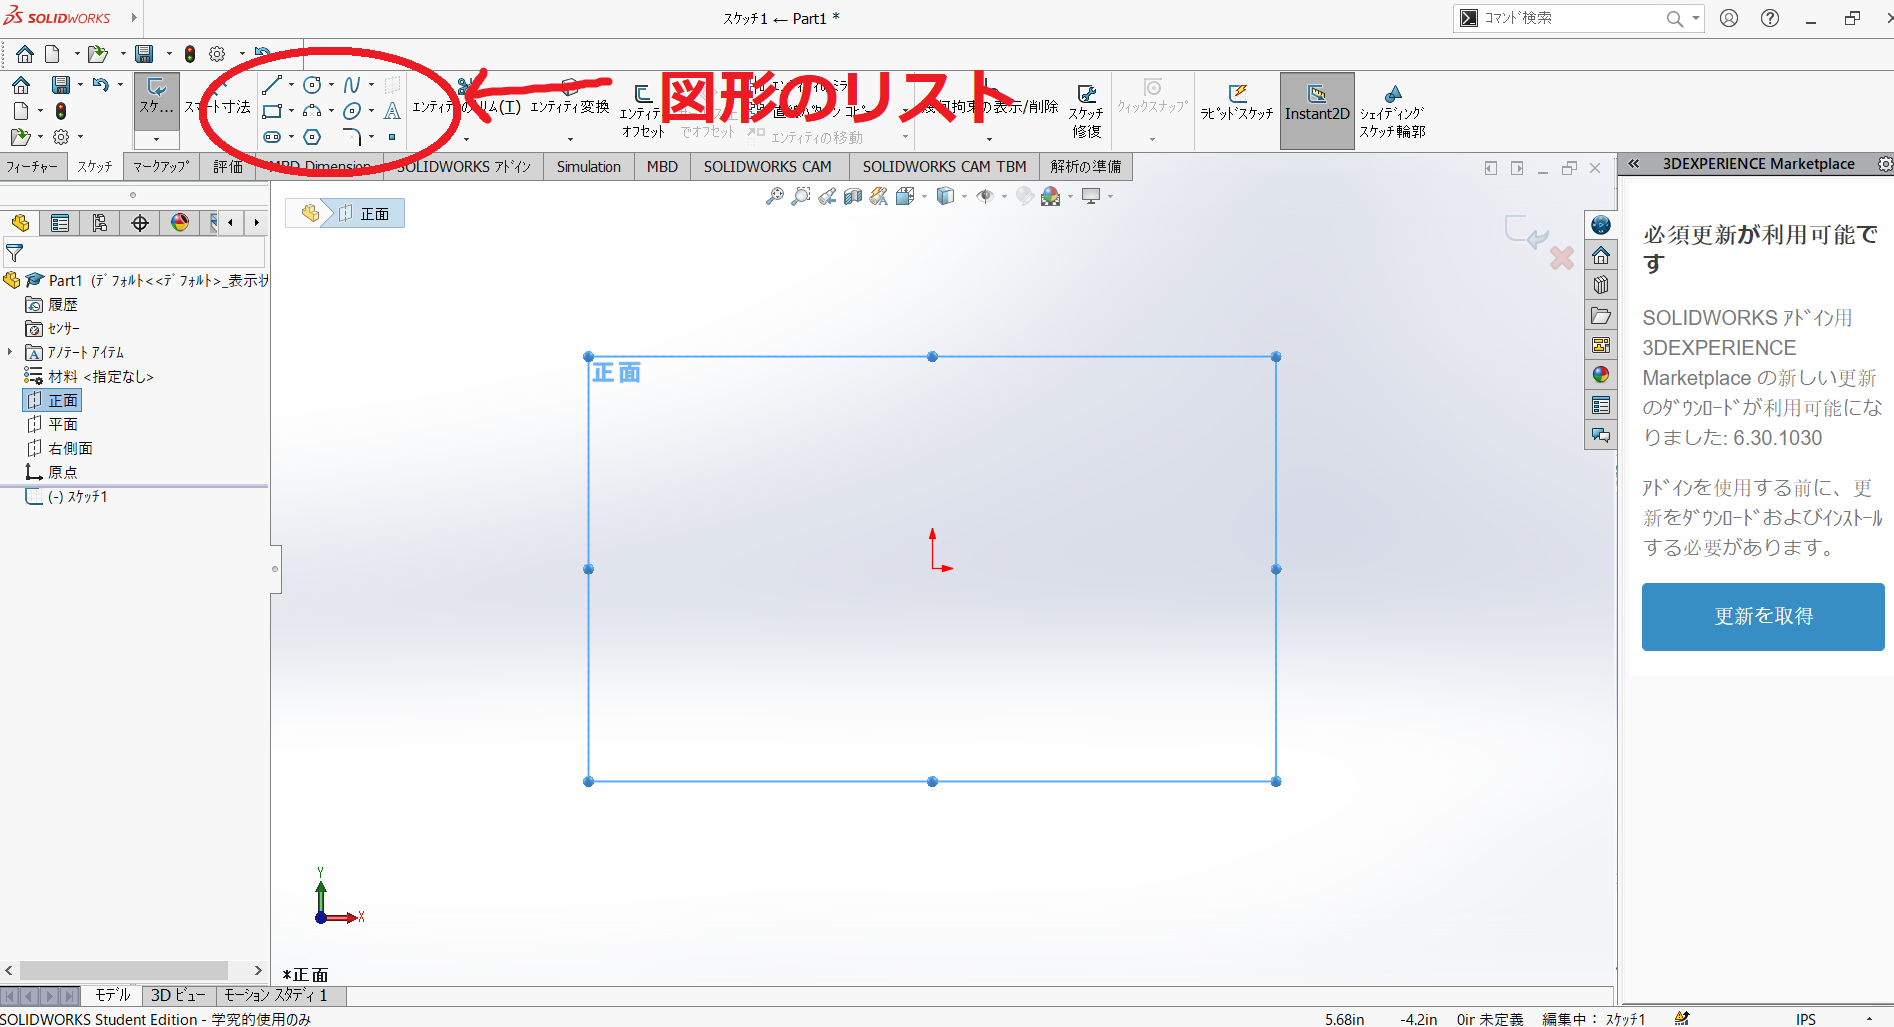 SOLIDWORKS
スケッチ1 ← Part1 *
コマンド検索
スケ...
スマート寸法
エンティティのトリム(T)
エンティティ変換
オフセット
でオフセット
エンティティの移動
幾何拘束の表示/削除
スケッチ
修復
クイックスナップ
ラピッドスケッチ
Instant2D
シェイディング
スケッチ輪郭
図形のリスト
フィーチャー
スケッチ
マークアップ
評価
MBD Dimension
SOLIDWORKS アドイン
Simulation
MBD
SOLIDWORKS CAM
SOLIDWORKS CAM TBM
解析の準備
3DEXPERIENCE Marketplace
正面
Part1 (デフォルト<<デフォルト>_表示状
履歴
センサー
アノテート アイテム
材料 <指定なし>
正面
平面
右側面
原点
(-) スケッチ1
正面
Y
X
*正面
必須更新が利用可能で
す
SOLIDWORKS アドイン用
3DEXPERIENCE
Marketplace の新しい更新
のダウンロードが利用可能にな
りました: 6.30.1030
アドインを使用する前に、更
新をダウンロードおよびインストール
する必要があります。
更新を取得
モデル
3D ビュー
モーション スタディ 1
SOLIDWORKS Student Edition - 学究的使用のみ
5.68in
-4.2in
0in 未定義
編集中： スケッチ1
IPS